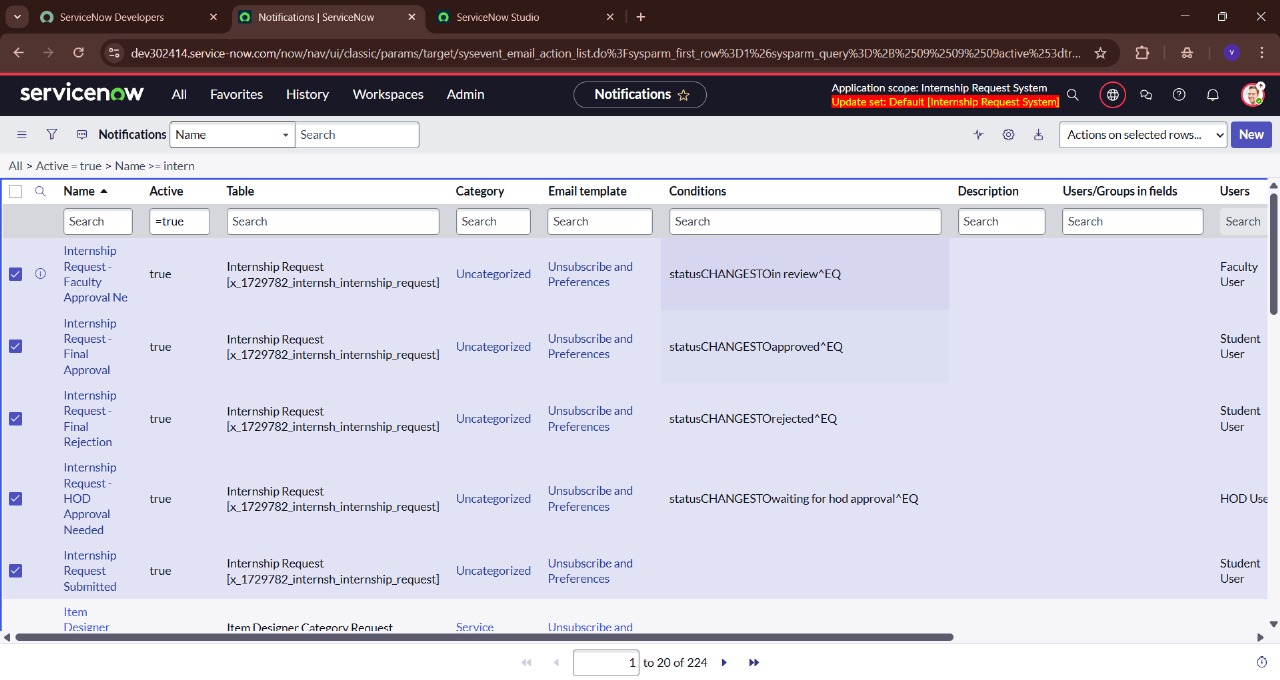 ServiceNow Developers
Notifications | ServiceNow
ServiceNow Studio
dev302414.service-now.com/now/nav/ui/classic/params/target/sysevent_email_action_list.do%3Fsysparm_first_row%3D1%26sysparm_query%3D%2B%2509%2509%2509active%253dtr...
V
servicenow
All
Favorites
History
Workspaces
Admin
Notifications
Application scope: Internship Request System
Update set: Default [Internship Request System]
Notifications
Name
Search
Actions on selected rows...
New
All > Active = true > Name >= intern
Name Active Table Category Email template Conditions Description Users/Groups in fields Users
Search =true Search Search Search Search Search Search Search
Internship
Request -
Faculty
Approval Ne
true
Internship Request
[x_1729782_internsh_internship_request]
Uncategorized
Unsubscribe and
Preferences
statusCHANGESTOin review^EQ
Faculty
User
Internship
Request -
Final
Approval
true
Internship Request
[x_1729782_internsh_internship_request]
Uncategorized
Unsubscribe and
Preferences
statusCHANGESTOapproved^EQ
Student
User
Internship
Request -
Final
Rejection
true
Internship Request
[x_1729782_internsh_internship_request]
Uncategorized
Unsubscribe and
Preferences
statusCHANGESTOrejected^EQ
Student
User
Internship
Request -
HOD
Approval
Needed
true
Internship Request
[x_1729782_internsh_internship_request]
Uncategorized
Unsubscribe and
Preferences
statusCHANGESTOwaiting for hod approval^EQ
HOD Use
Internship
Request
Submitted
true
Internship Request
[x_1729782_internsh_internship_request]
Uncategorized
Unsubscribe and
Preferences
Student
User
Item
Designer
Item Designer Category Request
Service
Unsubscribe and
1 to 20 of 224